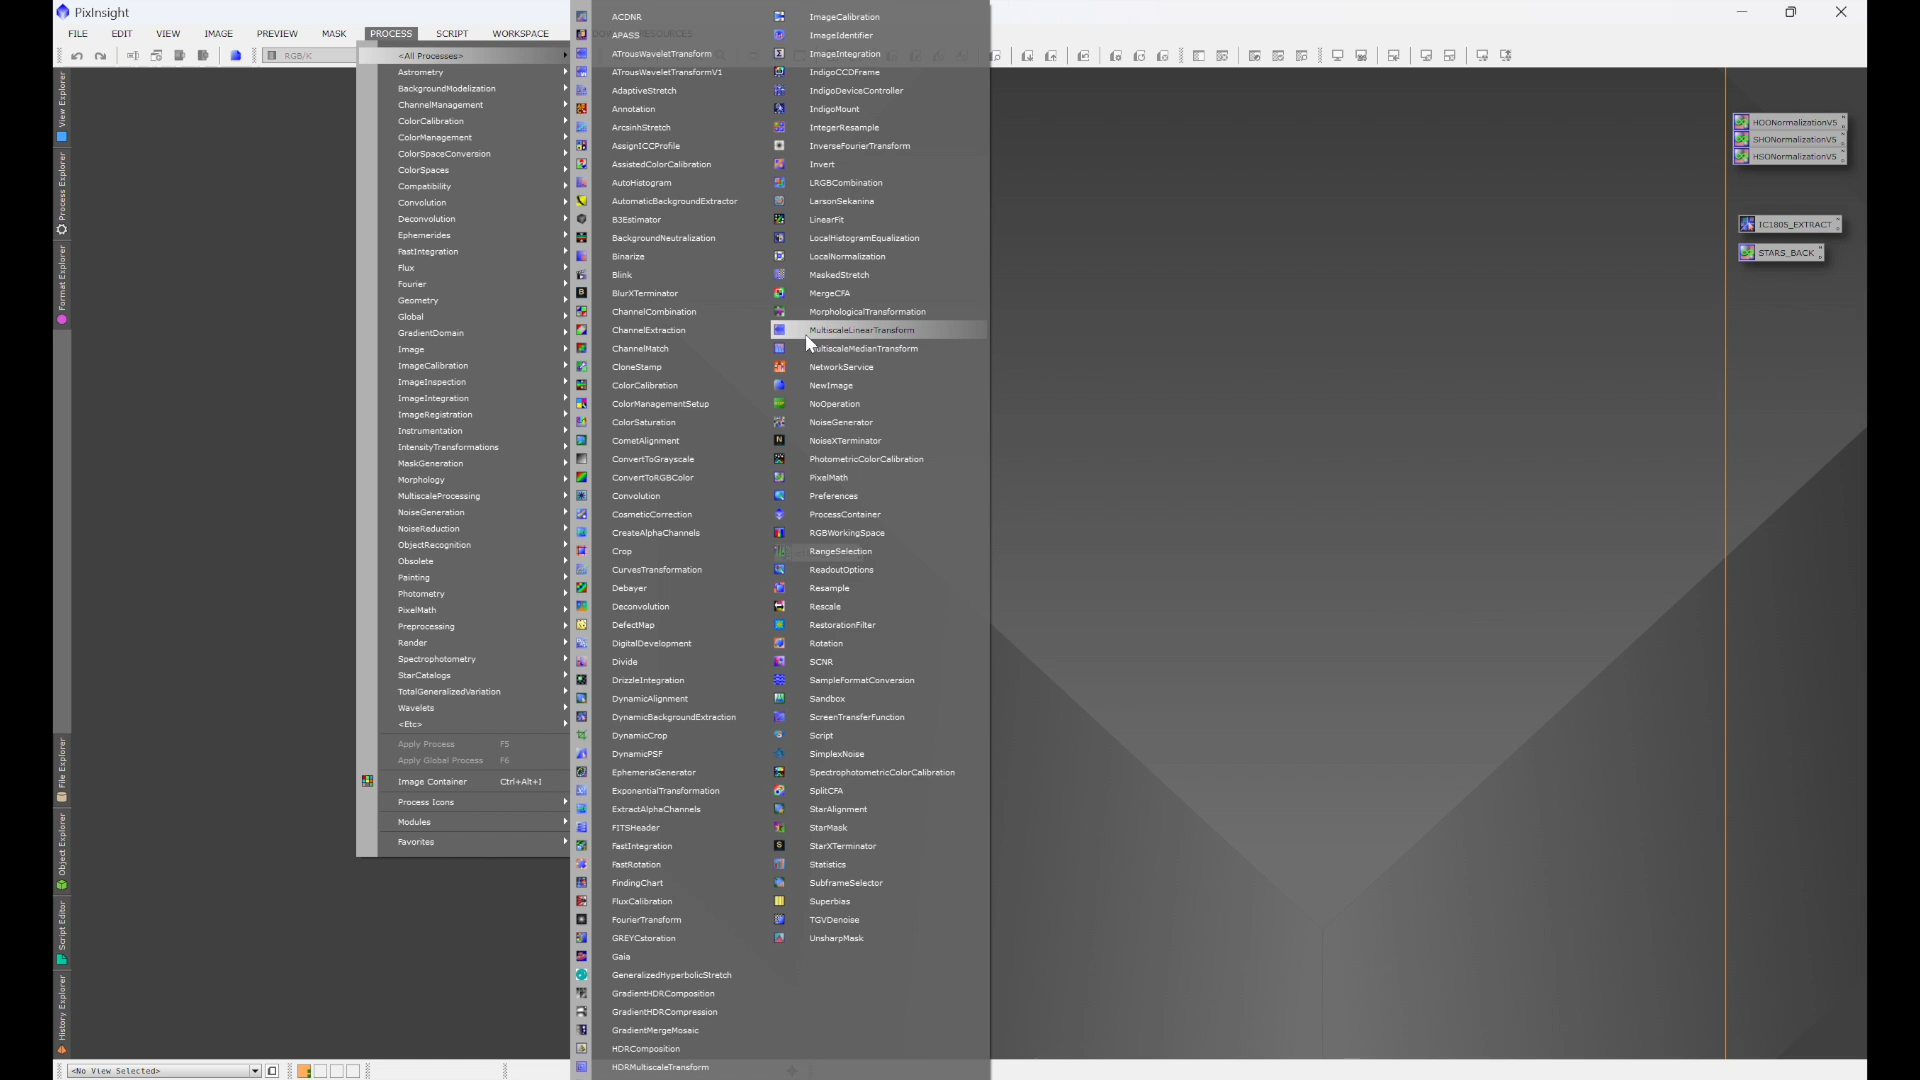 PixInsight
FILE EDIT VIEW IMAGE PREVIEW MASK PROCESS SCRIPT WORKSPACE RESOURCES
RGB/K
View Explorer
Process Explorer
Format Explorer
File Explorer
Object Explorer
Script Editor
History Explorer
<All Processes>
Astrometry
BackgroundModelization
ChannelManagement
ColorCalibration
ColorManagement
ColorSpaceConversion
ColorSpaces
Compatibility
Convolution
Deconvolution
Ephemerides
FastIntegration
Flux
Fourier
Geometry
Global
GradientDomain
Image
ImageCalibration
ImageInspection
ImageIntegration
ImageRegistration
Instrumentation
IntensityTransformations
MaskGeneration
Morphology
MultiscaleProcessing
NoiseGeneration
NoiseReduction
ObjectRecognition
Obsolete
Painting
Photometry
PixelMath
Preprocessing
Render
Spectrophotometry
StarCatalogs
TotalGeneralizedVariation
Wavelets
<Etc>
Apply Process F5
Apply Global Process F6
Image Container Ctrl+Alt+I
Process Icons
Modules
Favorites
ACDNR
APASS
ATrousWaveletTransform
ATrousWaveletTransformV1
AdaptiveStretch
Annotation
ArcsinhStretch
AssignICCProfile
AssistedColorCalibration
AutoHistogram
AutomaticBackgroundExtractor
B3Estimator
BackgroundNeutralization
Binarize
Blink
BlurXTerminator
ChannelCombination
ChannelExtraction
ChannelMatch
CloneStamp
ColorCalibration
ColorManagementSetup
ColorSaturation
CometAlignment
ConvertToGrayscale
ConvertToRGBColor
Convolution
CosmeticCorrection
CreateAlphaChannels
Crop
CurvesTransformation
Debayer
Deconvolution
DefectMap
DigitalDevelopment
Divide
DrizzleIntegration
DynamicAlignment
DynamicBackgroundExtraction
DynamicCrop
DynamicPSF
EphemerisGenerator
ExponentialTransformation
ExtractAlphaChannels
FITSHeader
FastIntegration
FastRotation
FindingChart
FluxCalibration
FourierTransform
GREYCstoration
Gaia
GeneralizedHyperbolicStretch
GradientHDRComposition
GradientHDRCompression
GradientMergeMosaic
HDRComposition
HDRMultiscaleTransform
ImageCalibration
ImageIdentifier
ImageIntegration
IndigoCCDFrame
IndigoDeviceController
IndigoMount
IntegerResample
InverseFourierTransform
Invert
LRGBCombination
LarsonSekanina
LinearFit
LocalHistogramEqualization
LocalNormalization
MaskedStretch
MergeCFA
MorphologicalTransformation
MultiscaleLinearTransform
MultiscaleMedianTransform
NetworkService
NewImage
NoOperation
NoiseGenerator
NoiseXTerminator
PhotometricColorCalibration
PixelMath
Preferences
ProcessContainer
RGBWorkingSpace
RangeSelection
ReadoutOptions
Resample
Rescale
RestorationFilter
Rotation
SCNR
SampleFormatConversion
Sandbox
ScreenTransferFunction
Script
SimplexNoise
SpectrophotometricColorCalibration
SplitCFA
StarAlignment
StarMask
StarXTerminator
Statistics
SubframeSelector
Superbias
TGVDenoise
UnsharpMask
HOONormalizationV5
SHONormalizationV5
HSONormalizationV5
IC1805_EXTRACT
STARS_BACK
<No View Selected>